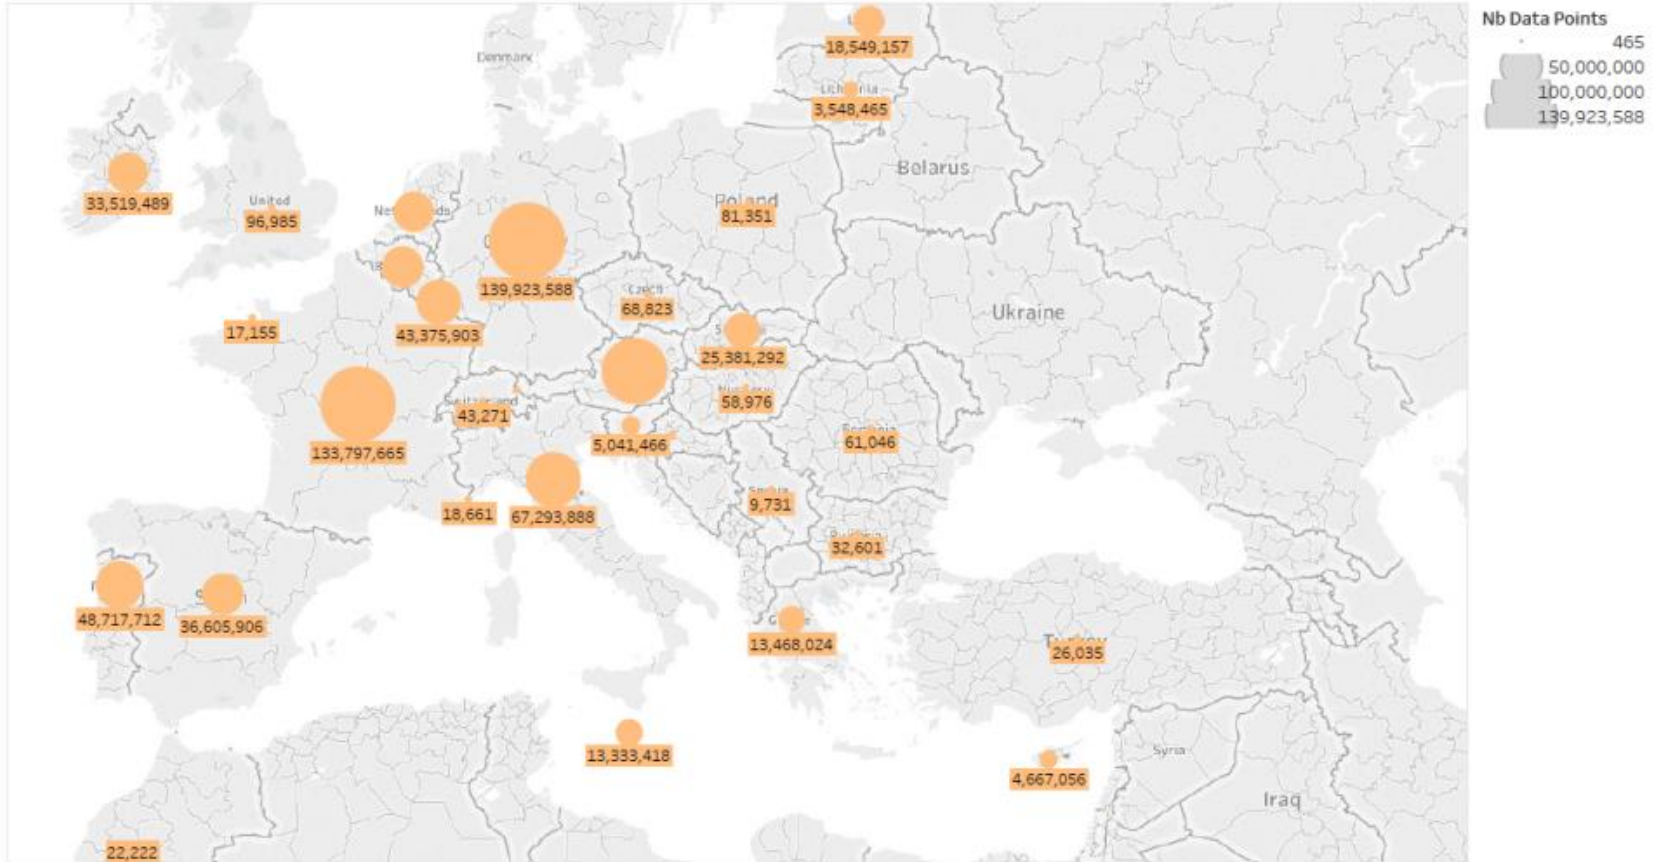 Nb Data Points
465
50,000,000
100,000,000
139,923,588
18,549,157
Denmark
3,548,465
Belarus
33,519,489
United
96,985
Poland
81,351
139,923,588
Czech
68,823
Ukraine
17,155
43,375,903
25,381,292
Switzerland
43,271
58,976
133,797,665
5,041,466
Romania
61,046
18,661
67,293,888
Serbia
9,731
32,601
48,717,712
36,605,906
13,468,024
Turkey
26,035
13,333,418
Syria
4,667,056
Iraq
22,222